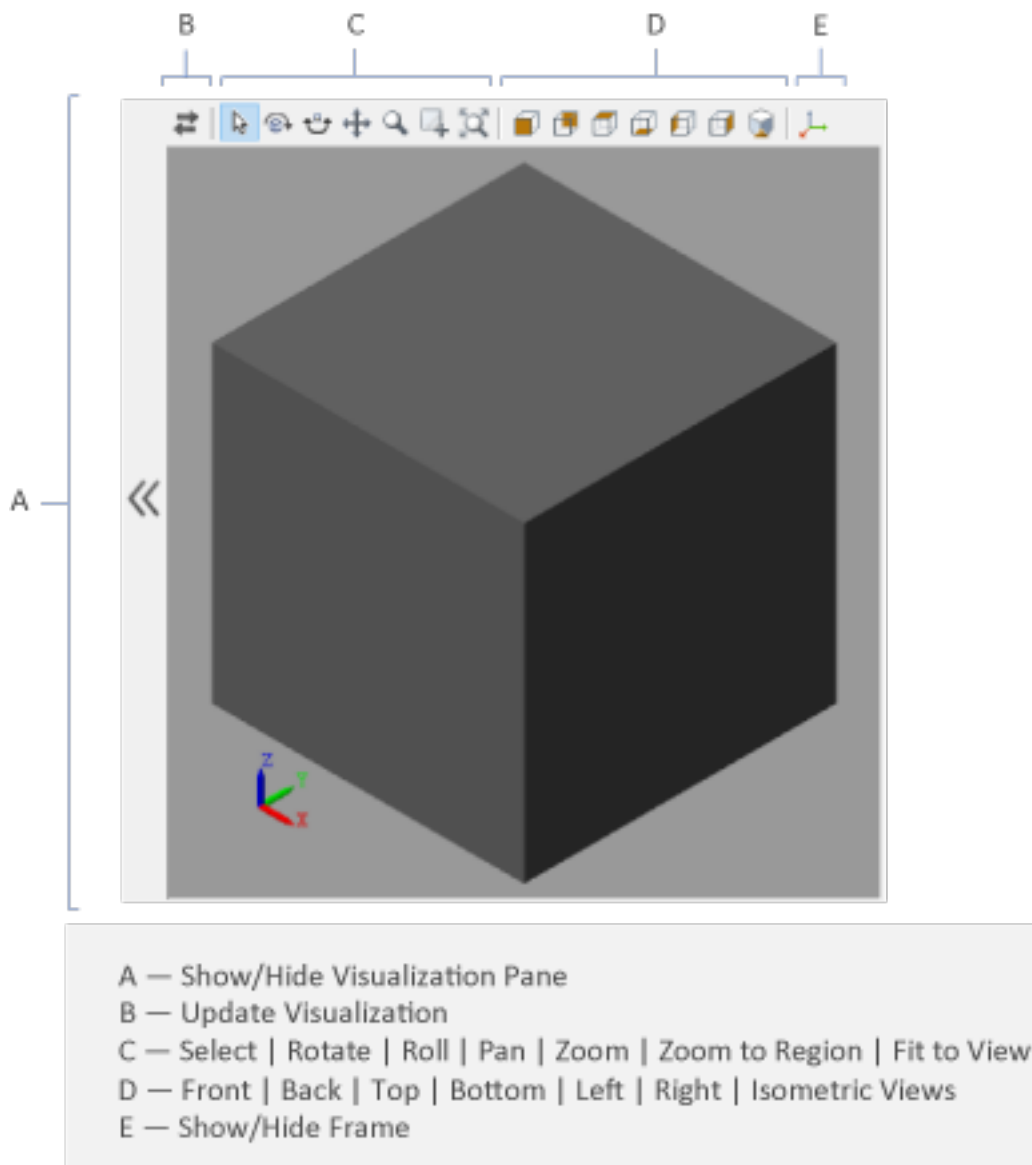 B C D E
A
Z
Y
X
A — Show/Hide Visualization Pane
B — Update Visualization
C — Select | Rotate | Roll | Pan | Zoom | Zoom to Region | Fit to View
D — Front | Back | Top | Bottom | Left | Right | Isometric Views
E — Show/Hide Frame